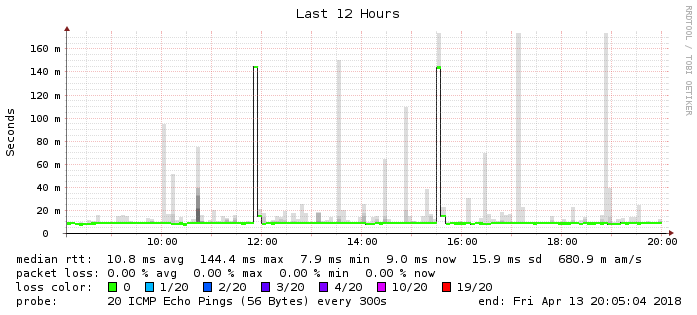 Last 12 Hours
RRDTOOL / TOBI OETIKER
Seconds
160 m
140 m
120 m
100 m
80 m
60 m
40 m
20 m
0
10:00 12:00 14:00 16:00 18:00 20:00
median rtt: 10.8 ms avg 144.4 ms max 7.9 ms min 9.0 ms now 15.9 ms sd 680.9 m am/s
packet loss: 0.00 % avg 0.00 % max 0.00 % min 0.00 % now
loss color: 0 1/20 2/20 3/20 4/20 10/20 19/20
probe: 20 ICMP Echo Pings (56 Bytes) every 300s end: Fri Apr 13 20:05:04 2018